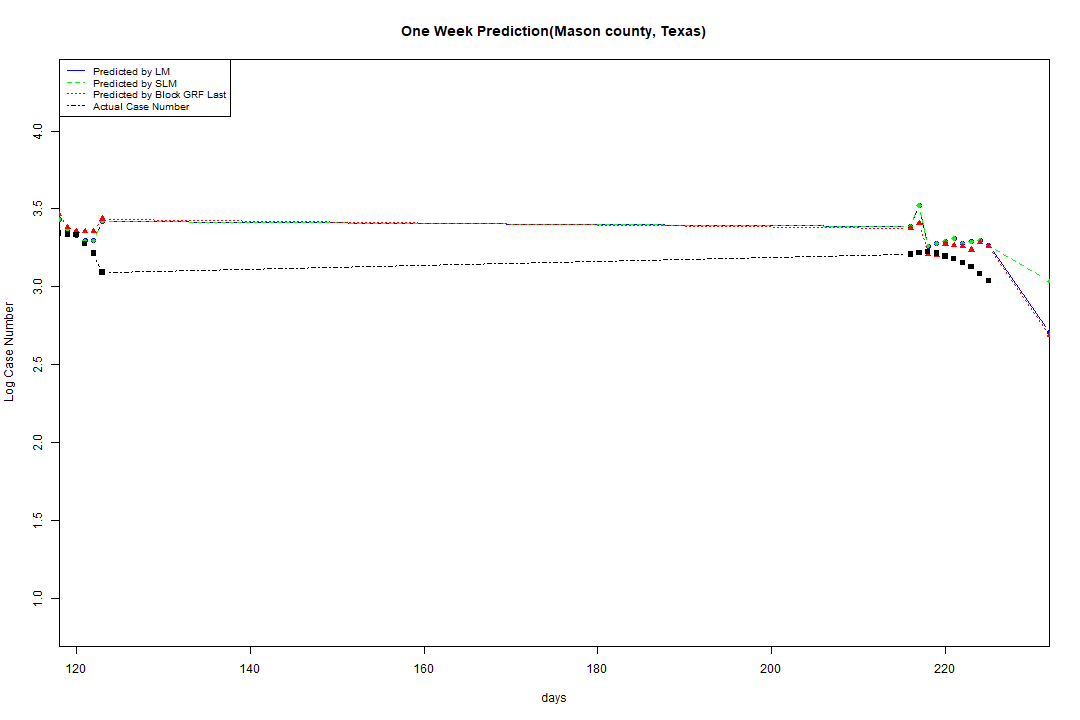 One Week Prediction(Mason county, Texas)
Predicted by LM
Predicted by SLM
Predicted by Block GRF Last
Actual Case Number
4.0
3.5
3.0
2.5
2.0
1.5
1.0
Log Case Number
120 140 160 180 200 220
days